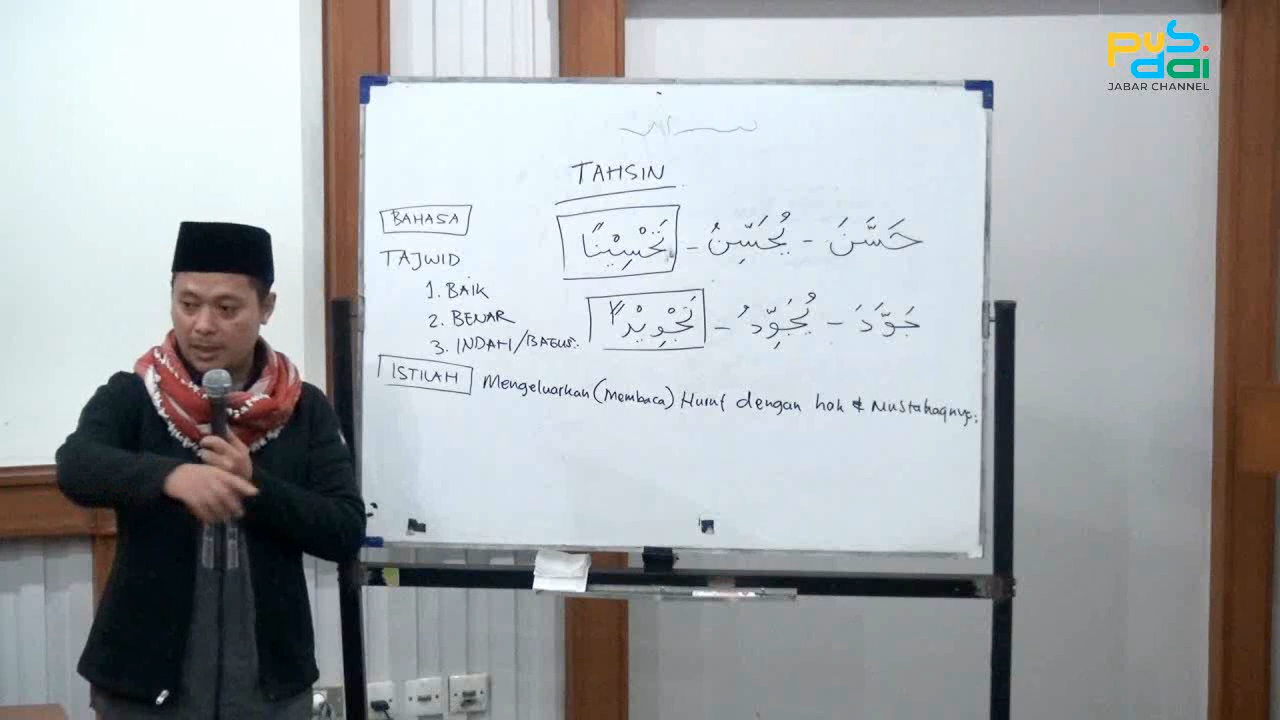 PUSDAI
JABAR CHANNEL
TAHSIN
BAHASA
حَسَّنَ - يُحَسِّنُ - تَحْسِيْنًا
TAJWID
1. BAIK
2. BENAR
3. INDAH/BAGUS.
جَوَّدَ - يُجَوِّدُ - تَجْوِيْدًا
ISTILAH Mengeluarkan (Membaca) Huruf dengan hak & Mustahaqnya.